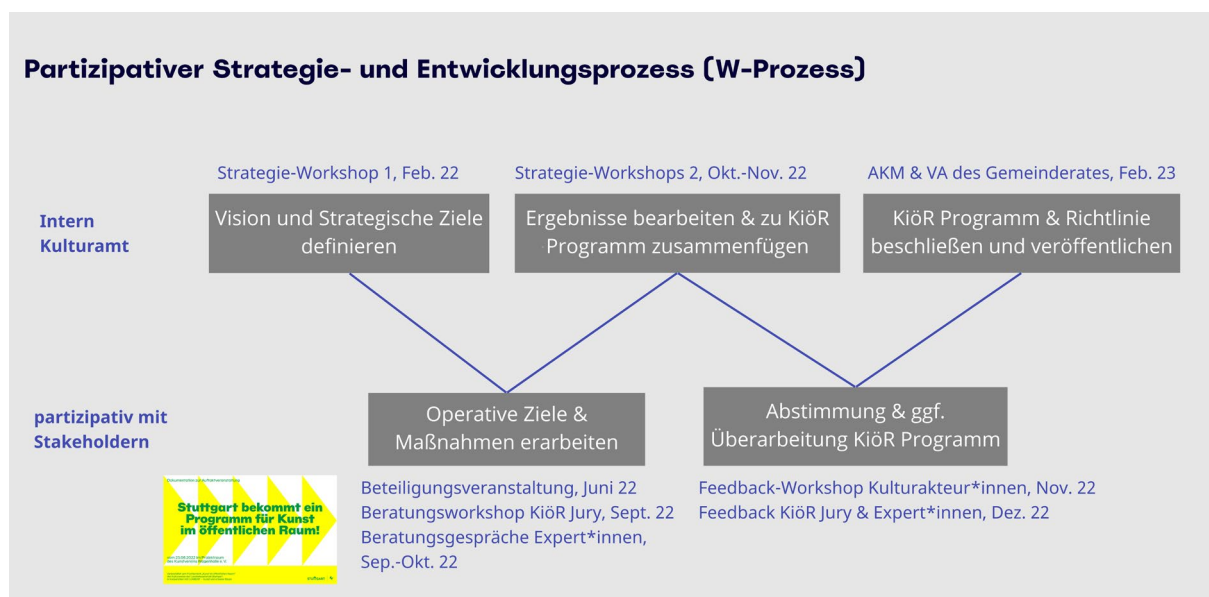 Partizipativer Strategie- und Entwicklungsprozess (W-Prozess)
Strategie-Workshop 1, Feb. 22
Strategie-Workshops 2, Okt.-Nov. 22
AKM & VA des Gemeinderates, Feb. 23
Intern
Kulturamt
Vision und Strategische Ziele
definieren
Ergebnisse bearbeiten & zu KiöR
Programm zusammenfügen
KiöR Programm & Richtlinie
beschließen und veröffentlichen
partizipativ mit
Stakeholdern
Operative Ziele &
Maßnahmen erarbeiten
Abstimmung & ggf.
Überarbeitung KiöR Programm
Stuttgart bekommt ein
Programm für Kunst
im öffentlichen Raum!
Beteiligungsveranstaltung, Juni 22
Beratungsworkshop KiöR Jury, Sept. 22
Beratungsgespräche Expert*innen,
Sep.-Okt. 22
Feedback-Workshop Kulturakteur*innen, Nov. 22
Feedback KiöR Jury & Expert*innen, Dez. 22